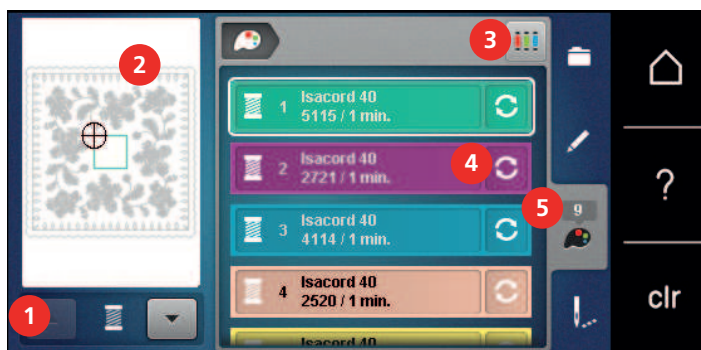 2
3
1 Isacord 40
5115 / 1 min.
2 Isacord 40
2721 / 1 min.
4
3 Isacord 40
4114 / 1 min.
4 Isacord 40
2520 / 1 min.
Isacord 40
5
9
?
clr
1